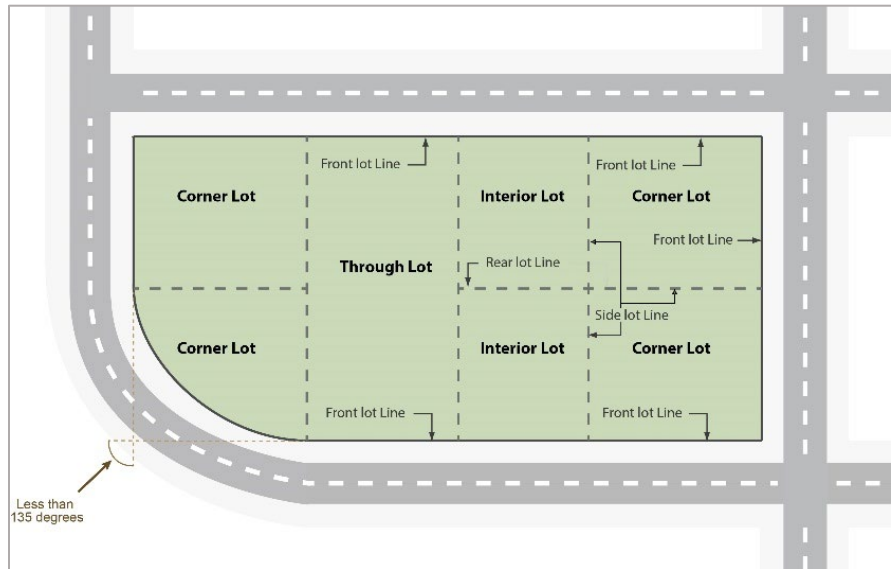 Front lot Line
Front lot Line
Corner Lot
Interior Lot
Corner Lot
Front lot Line
Through Lot
Rear lot Line
Side lot Line
Corner Lot
Interior Lot
Corner Lot
Front lot Line
Front lot Line
Less than
135 degrees